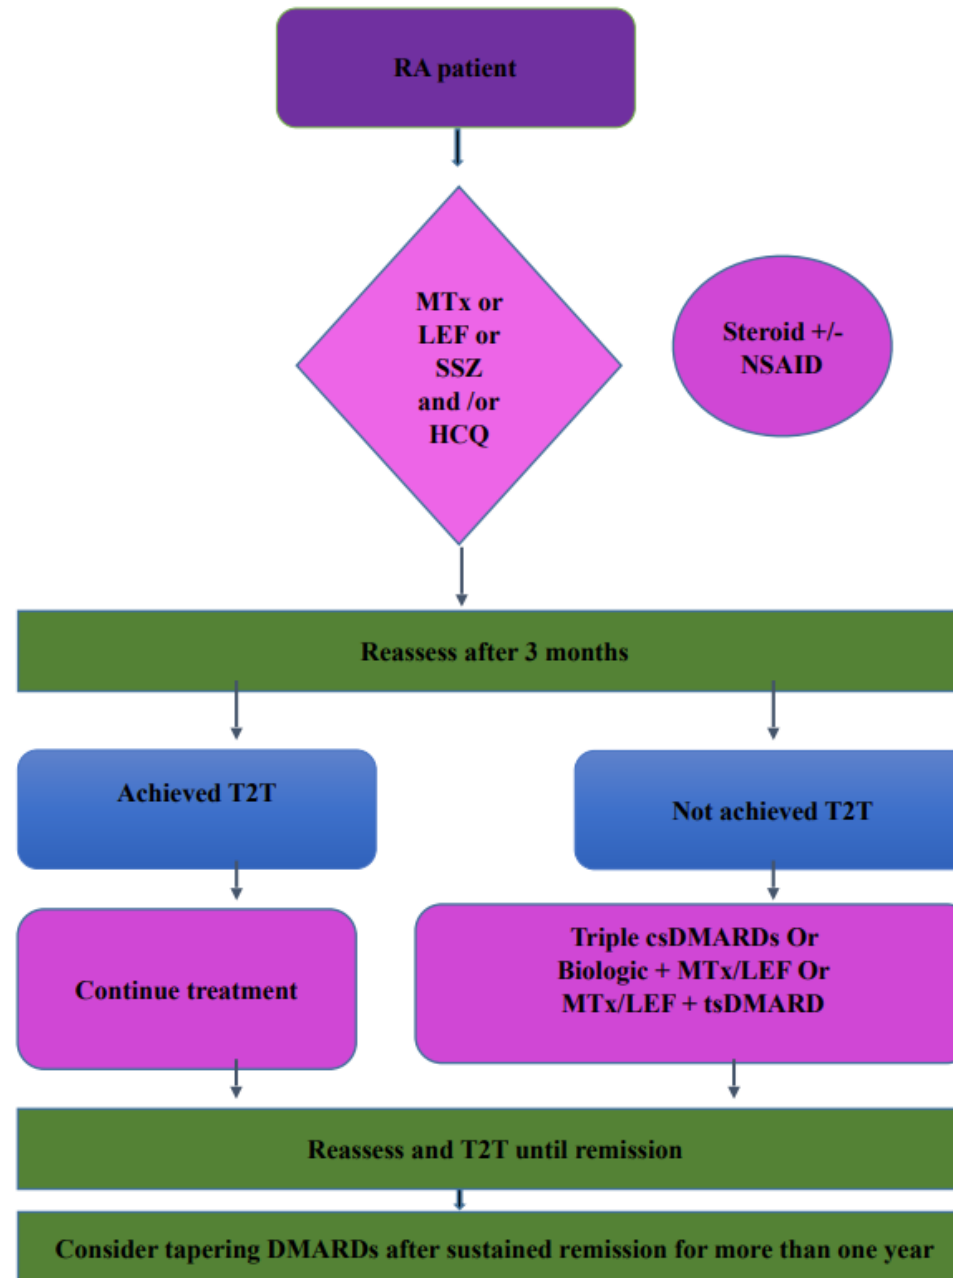 RA patient
MTx or
LEF or
SSZ
and /or
HCQ
Steroid +/-
NSAID
Reassess after 3 months
Achieved T2T
Not achieved T2T
Continue treatment
Triple csDMARDs Or
Biologic + MTx/LEF Or
MTx/LEF + tsDMARD
Reassess and T2T until remission
Consider tapering DMARDs after sustained remission for more than one year